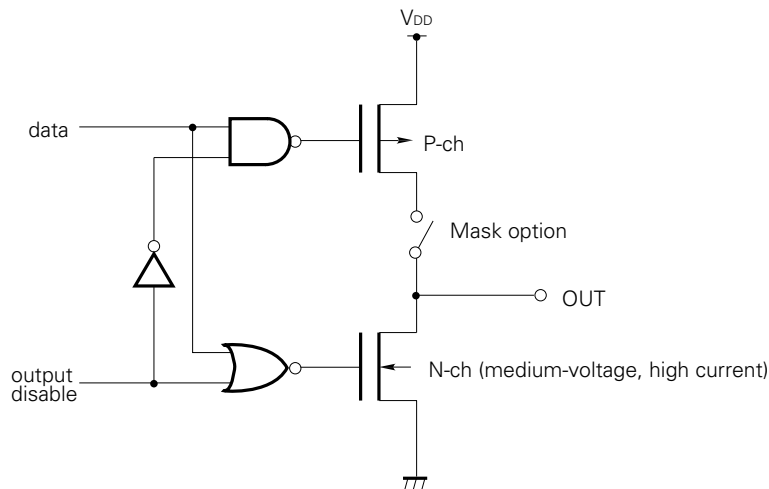 VDD
data
P-ch
Mask option
OUT
N-ch (medium-voltage, high current)
output
disable